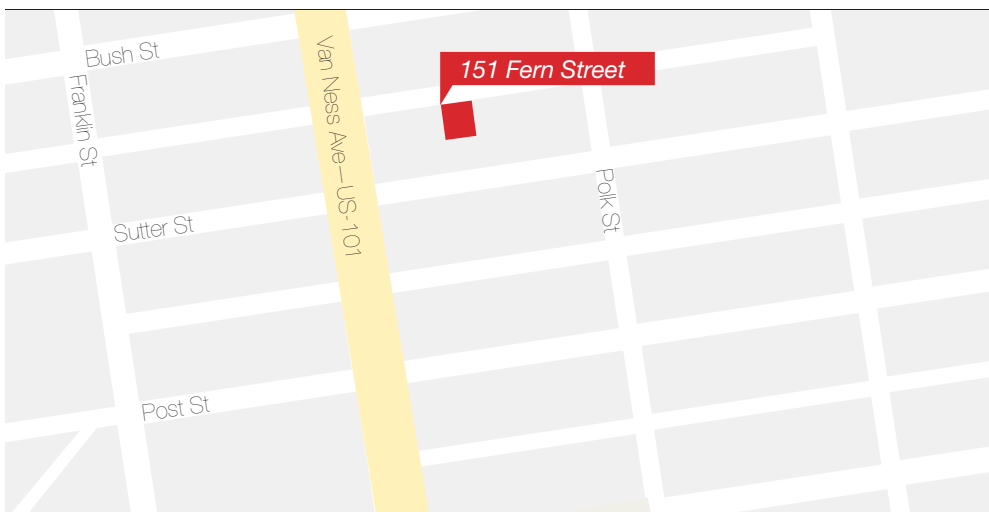 Bush St
151 Fern Street
Franklin St
Van Ness Ave—US-101
Polk St
Sutter St
Post St